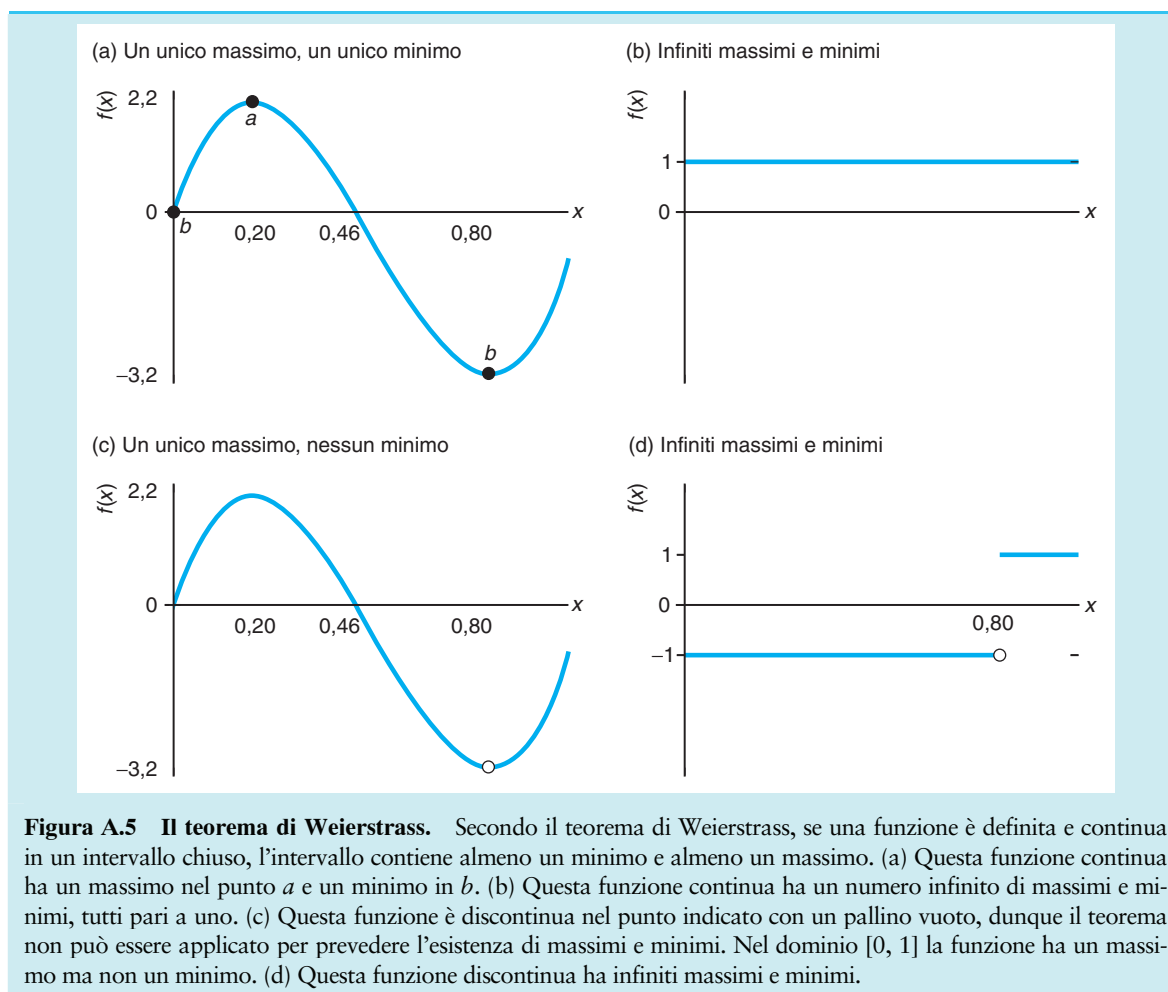 (a) Un unico massimo, un unico minimo
f(x)
2,2
a
0
b
0,20
0,46
0,80
x
b
–3,2
(b) Infiniti massimi e minimi
f(x)
1
0
x
(c) Un unico massimo, nessun minimo
f(x)
2,2
0
0,20
0,46
0,80
x
–3,2
(d) Infiniti massimi e minimi
f(x)
1
0
x
0,80
–1
Figura A.5 Il teorema di Weierstrass. Secondo il teorema di Weierstrass, se una funzione è definita e continua
in un intervallo chiuso, l'intervallo contiene almeno un minimo e almeno un massimo. (a) Questa funzione continua
ha un massimo nel punto a e un minimo in b. (b) Questa funzione continua ha un numero infinito di massimi e mi-
nimi, tutti pari a uno. (c) Questa funzione è discontinua nel punto indicato con un pallino vuoto, dunque il teorema
non può essere applicato per prevedere l'esistenza di massimi e minimi. Nel dominio [0, 1] la funzione ha un massi-
mo ma non un minimo. (d) Questa funzione discontinua ha infiniti massimi e minimi.